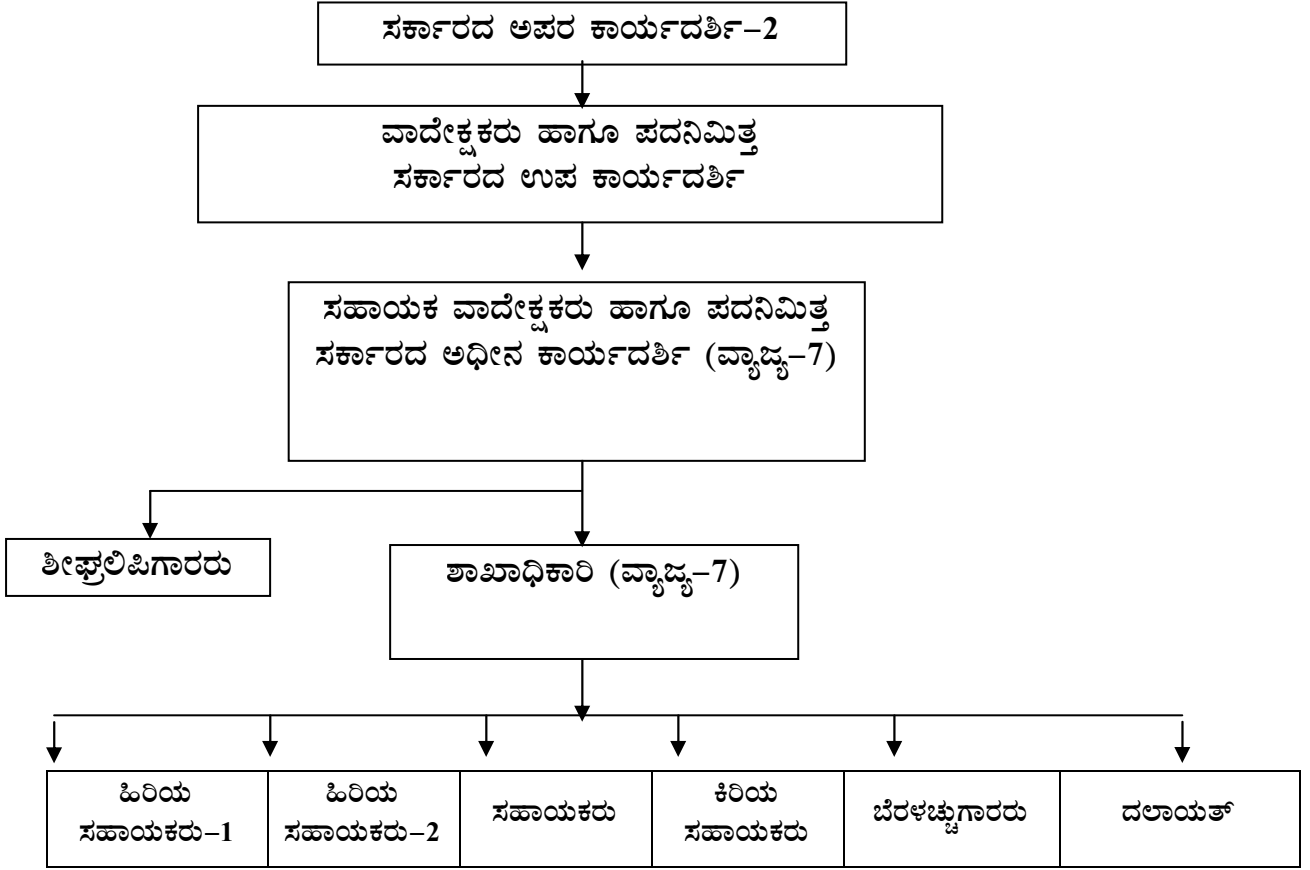 ಸರ್ಕಾರದ ಅಪರ ಕಾರ್ಯದರ್ಶಿ–2
ವಾದೇಕ್ಷಕರು ಹಾಗೂ ಪದನಿಮಿತ್ತ
ಸರ್ಕಾರದ ಉಪ ಕಾರ್ಯದರ್ಶಿ
ಸಹಾಯಕ ವಾದೇಕ್ಷಕರು ಹಾಗೂ ಪದನಿಮಿತ್ತ
ಸರ್ಕಾರದ ಅಧೀನ ಕಾರ್ಯದರ್ಶಿ (ವ್ಯಾಜ್ಯ–7)
ಶೀಘ್ರಲಿಪಿಗಾರರು
ಶಾಖಾಧಿಕಾರಿ (ವ್ಯಾಜ್ಯ–7)
ಹಿರಿಯ
ಸಹಾಯಕರು–1
ಹಿರಿಯ
ಸಹಾಯಕರು–2
ಸಹಾಯಕರು
ಕಿರಿಯ
ಸಹಾಯಕರು
ಬೆರಳಚ್ಚುಗಾರರು
ದಲಾಯತ್